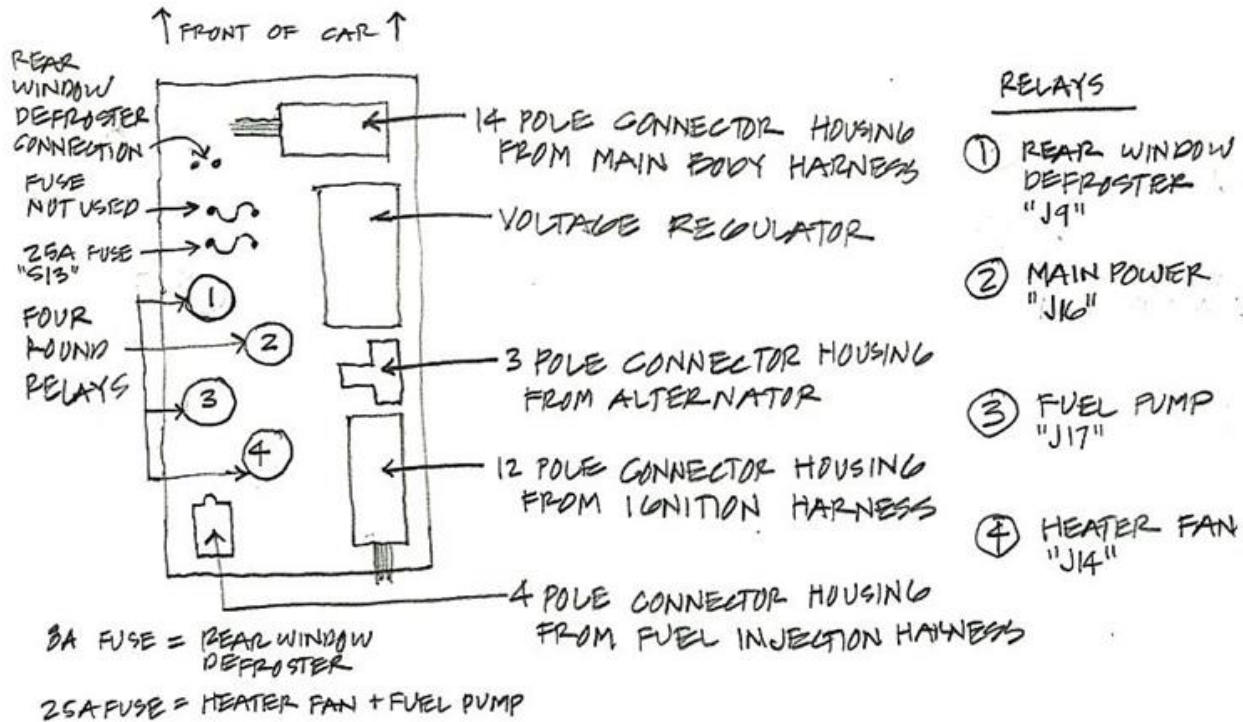 ↑ FRONT OF CAR ↑
REAR
WINDOW
DEFROSTER
CONNECTION
FUSE
NOT USED
25A FUSE
"S13"
FOUR
ROUND
RELAYS
1
2
3
4
14 POLE CONNECTOR HOUSING
FROM MAIN BODY HARNESS
VOLTAGE REGULATOR
3 POLE CONNECTOR HOUSING
FROM ALTERNATOR
12 POLE CONNECTOR HOUSING
FROM IGNITION HARNESS
4 POLE CONNECTOR HOUSING
FROM FUEL INJECTION HARNESS
RELAYS
1 REAR WINDOW
DEFROSTER
"J9"
2 MAIN POWER
"J16"
3 FUEL PUMP
"J17"
4 HEATER FAN
"J14"
8A FUSE = REAR WINDOW
DEFROSTER
25A FUSE = HEATER FAN + FUEL PUMP